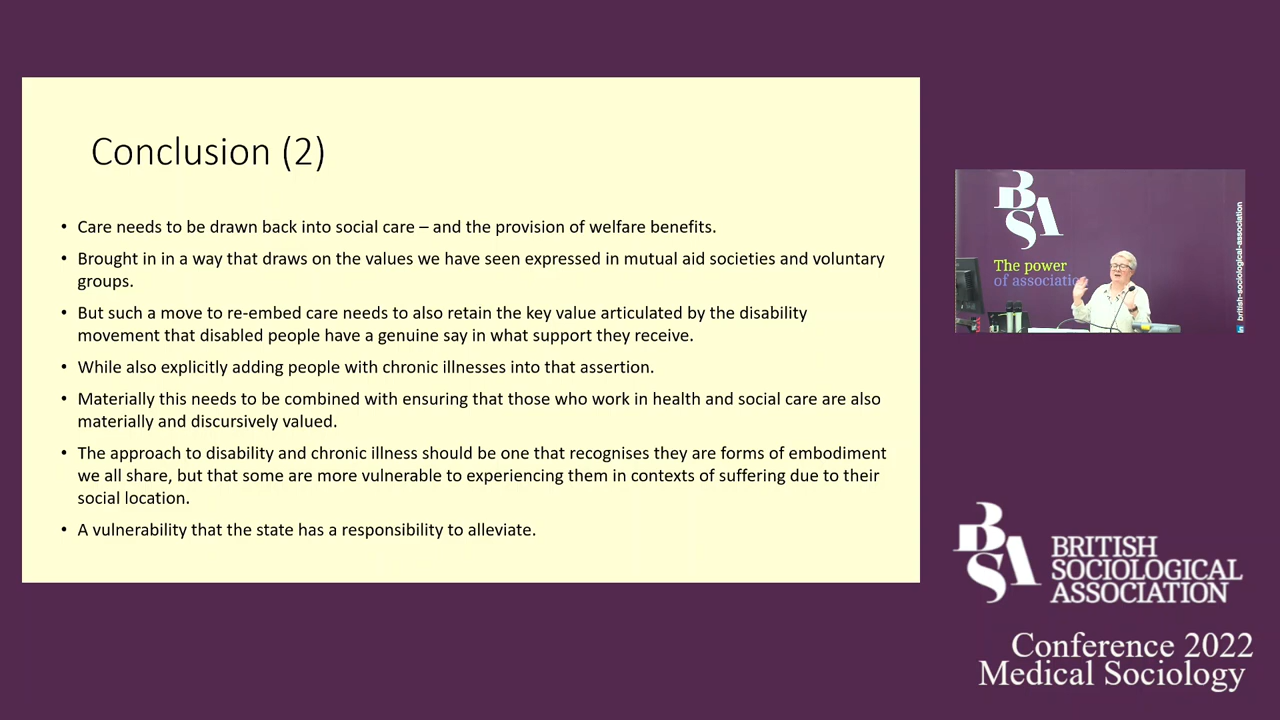 Conclusion (2)
• Care needs to be drawn back into social care – and the provision of welfare benefits.
• Brought in in a way that draws on the values we have seen expressed in mutual aid societies and voluntary
groups.
• But such a move to re-embed care needs to also retain the key value articulated by the disability
movement that disabled people have a genuine say in what support they receive.
• While also explicitly adding people with chronic illnesses into that assertion.
• Materially this needs to be combined with ensuring that those who work in health and social care are also
materially and discursively valued.
• The approach to disability and chronic illness should be one that recognises they are forms of embodiment
we all share, but that some are more vulnerable to experiencing them in contexts of suffering due to their
social location.
• A vulnerability that the state has a responsibility to alleviate.
BSA
The power
of associatio
british-sociological-association
in
BSA
BRITISH
SOCIOLOGICAL
ASSOCIATION
Conference 2022
Medical Sociology